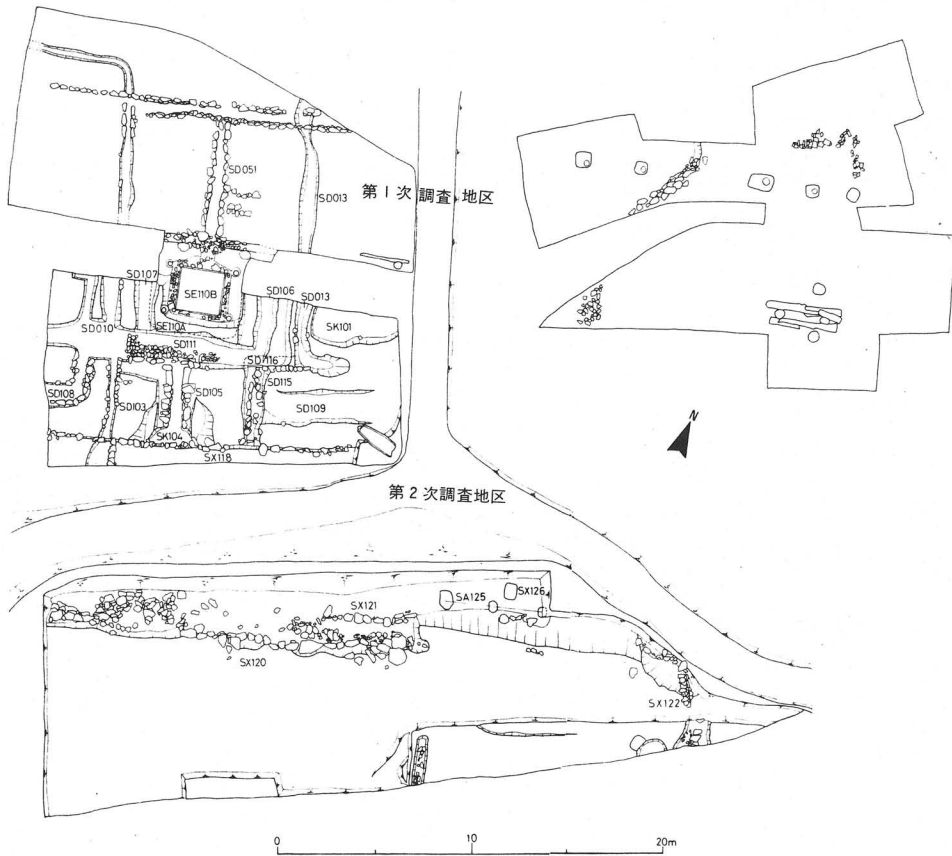 SD051
第1次調査地区
SD013
SD107
SE110B
SD106
SD013
SK101
SD010
SE110A
SD111
SD116
SD115
SD108
SD103
SD105
SD109
SK104
SX118
N
第2次調査地区
SX121
SA125
SX126
SX120
SX122
0 10 20m